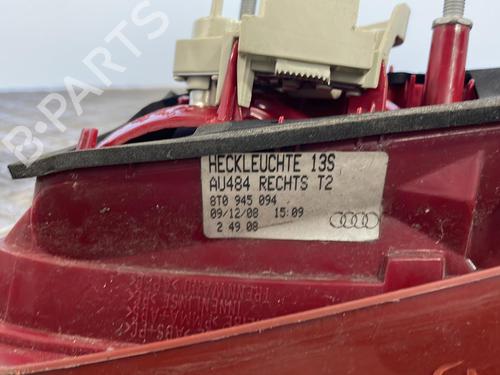 B-PARTS
HECKLEUCHTE 13S
AU484 RECHTS T2
8T0 945 094
09/12/08 15:09
2 49 08